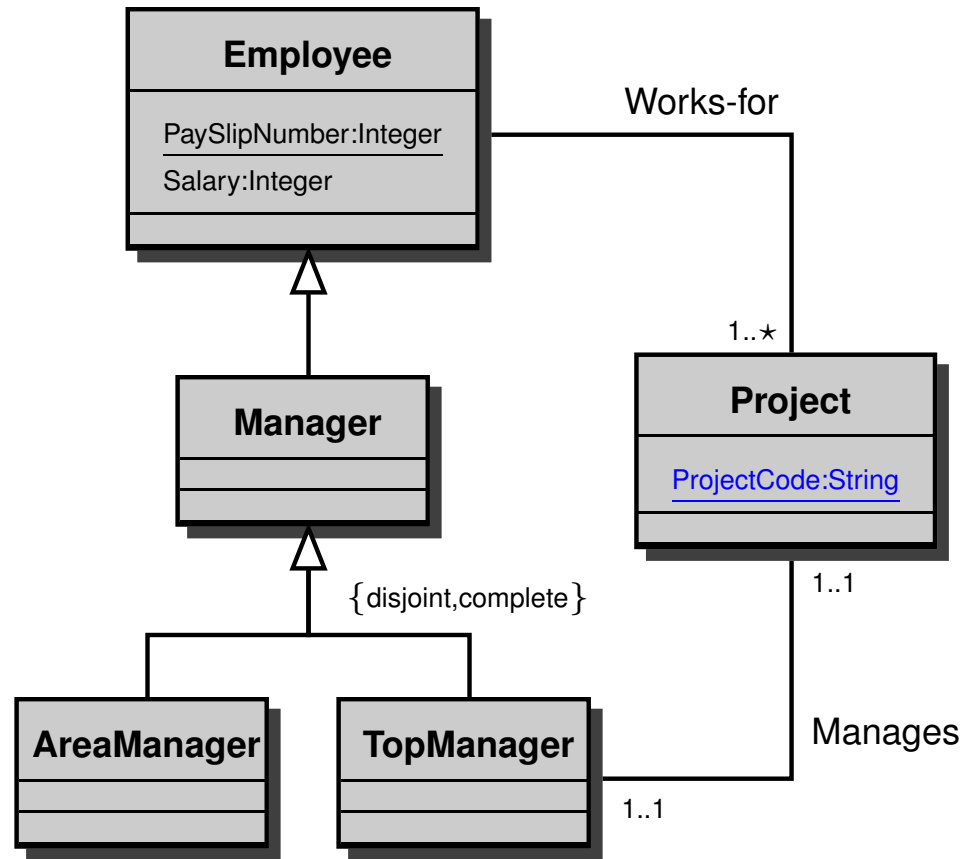 Employee
PaySlipNumber:Integer
Salary:Integer
Works-for
1..⋆
Manager
Project
ProjectCode:String
{disjoint,complete}
1..1
AreaManager
TopManager
Manages
1..1